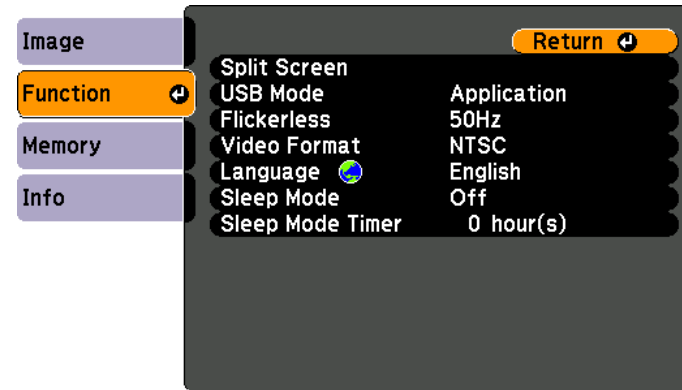 Image
Function
Memory
Info
Return
Split Screen
USB Mode Application
Flickerless 50Hz
Video Format NTSC
Language English
Sleep Mode Off
Sleep Mode Timer 0 hour(s)